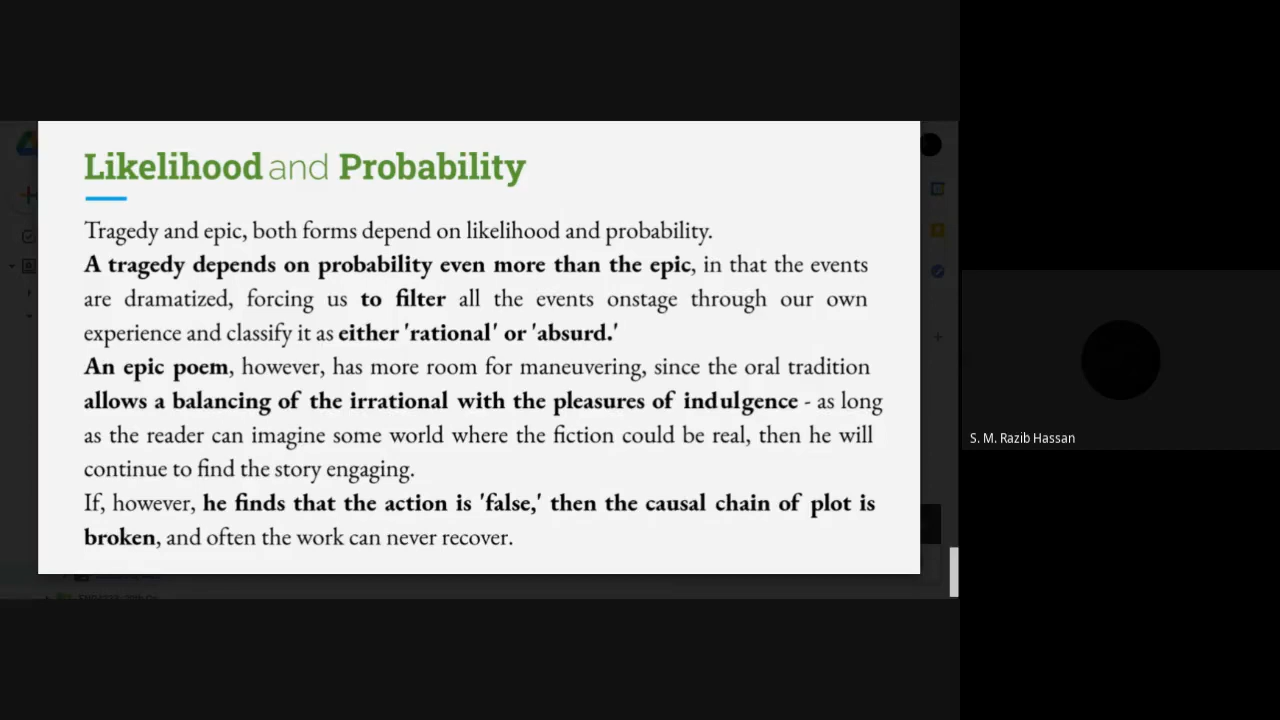 Likelihood and Probability
Tragedy and epic, both forms depend on likelihood and probability.
A tragedy depends on probability even more than the epic, in that the events
are dramatized, forcing us to filter all the events onstage through our own
experience and classify it as either 'rational' or 'absurd.'
An epic poem, however, has more room for maneuvering, since the oral tradition
allows a balancing of the irrational with the pleasures of indulgence - as long
as the reader can imagine some world where the fiction could be real, then he will
continue to find the story engaging.
If, however, he finds that the action is 'false,' then the causal chain of plot is
broken, and often the work can never recover.
S. M. Razib Hassan